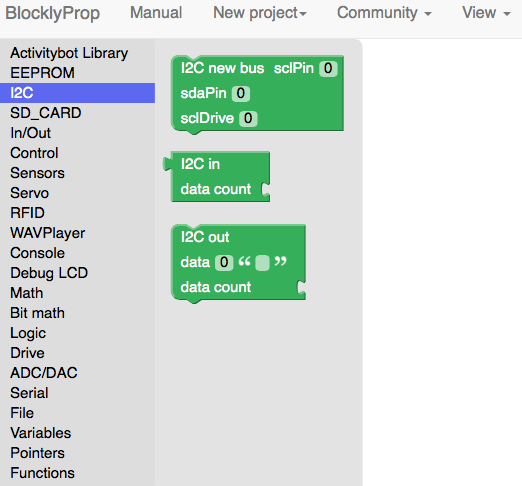 BlocklyProp Manual New project Community View
Activitybot Library
EEPROM
I2C
SD_CARD
In/Out
Control
Sensors
Servo
RFID
WAVPlayer
Console
Debug LCD
Math
Bit math
Logic
Drive
ADC/DAC
Serial
File
Variables
Pointers
Functions
I2C new bus sclPin 0
sdaPin 0
sclDrive 0
I2C in
data count
I2C out
data 0 “ ”
data count